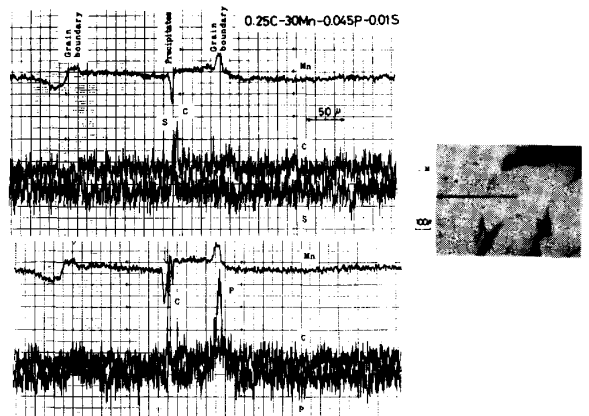 0.25C-30Mn-0.045P-0.01S
Grain
boundary
Precipitates
Grain
boundary
Mn
C
S
50 μ
C
S
100μ
Mn
C
P
C
P